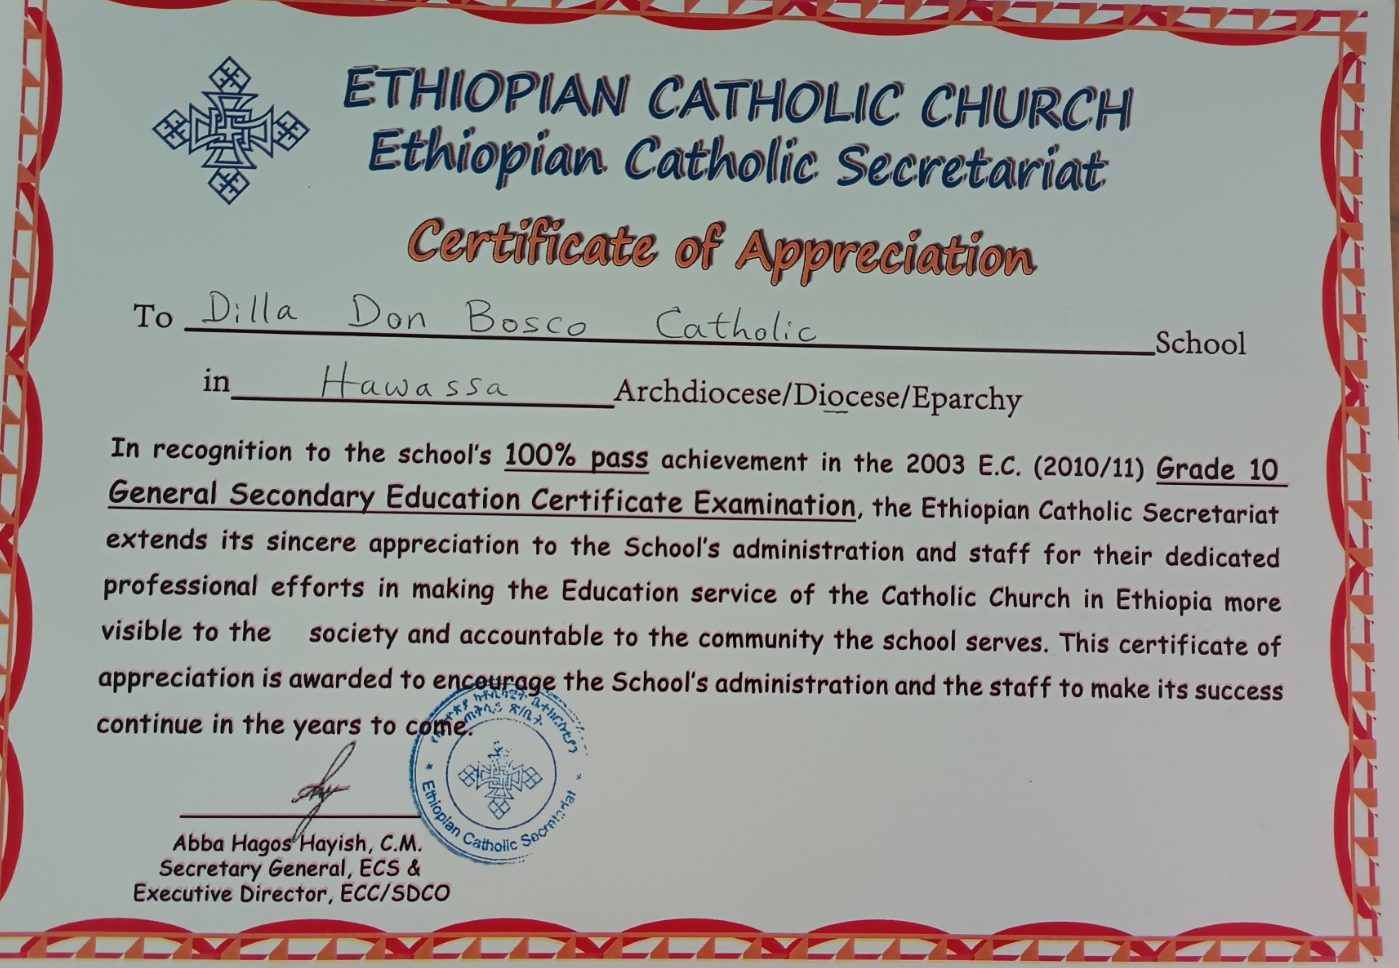 ETHIOPIAN CATHOLIC CHURCH
Ethiopian Catholic Secretariat
Certificate of Appreciation
To Dilla Don Bosco Catholic School
in Hawassa Archdiocese/Diocese/Eparchy
In recognition to the school's 100% pass achievement in the 2003 E.C. (2010/11) Grade 10
General Secondary Education Certificate Examination, the Ethiopian Catholic Secretariat
extends its sincere appreciation to the School's administration and staff for their dedicated
professional efforts in making the Education service of the Catholic Church in Ethiopia more
visible to the society and accountable to the community the school serves. This certificate of
appreciation is awarded to encourage the School's administration and the staff to make its success
continue in the years to come.
Ethiopian Catholic Secretariat
Abba Hagos Hayish, C.M.
Secretary General, ECS &
Executive Director, ECC/SDCO